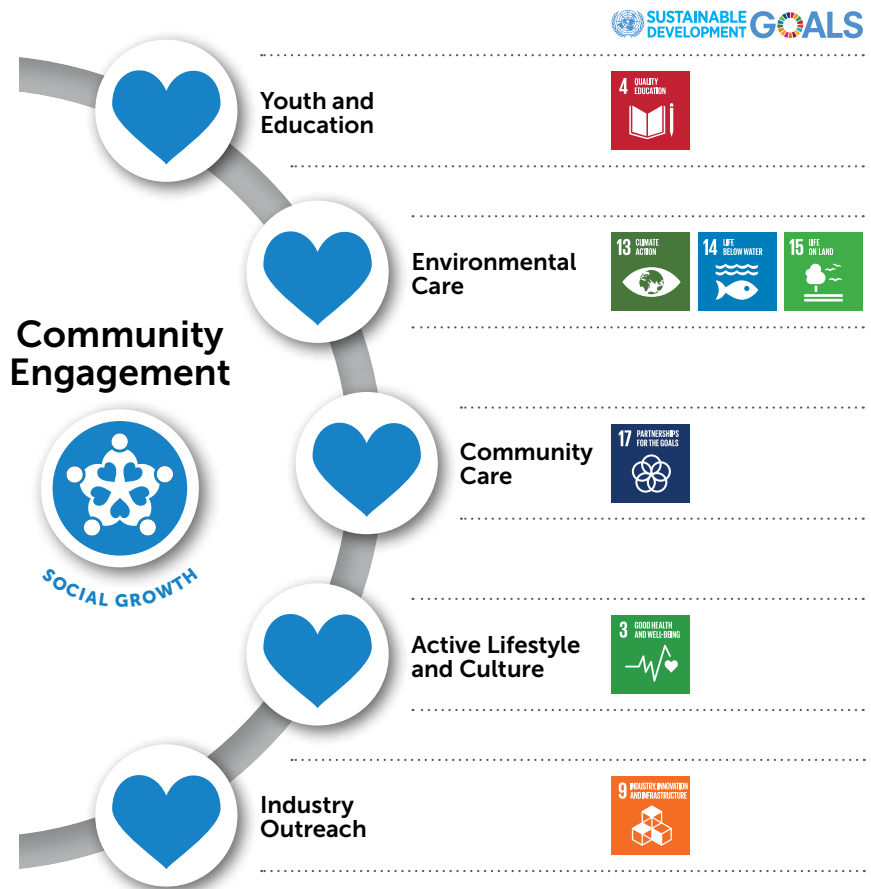 SUSTAINABLE
DEVELOPMENT
GOALS
Youth and
Education
4 QUALITY
EDUCATION
Environmental
Care
13 CLIMATE
ACTION
14 LIFE
BELOW WATER
15 LIFE
ON LAND
Community
Engagement
SOCIAL GROWTH
Community
Care
17 PARTNERSHIPS
FOR THE GOALS
Active Lifestyle
and Culture
3 GOOD HEALTH
AND WELL-BEING
Industry
Outreach
9 INDUSTRY, INNOVATION
AND INFRASTRUCTURE